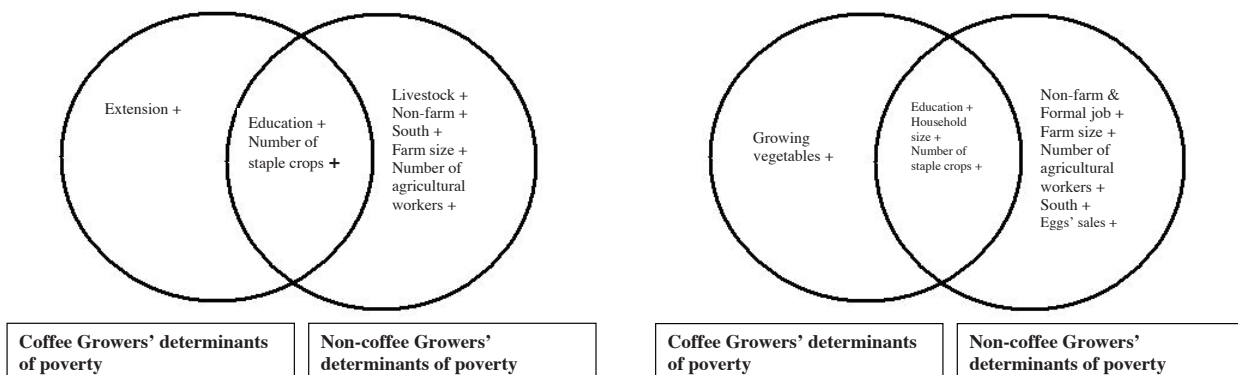 Extension +
Education +
Number of
staple crops +
Livestock +
Non-farm +
South +
Farm size +
Number of
agricultural
workers +
Coffee Growers’ determinants
of poverty
Non-coffee Growers’
determinants of poverty
Growing
vegetables +
Education +
Household
size +
Number of
staple crops +
Non-farm &
Formal job +
Farm size +
Number of
agricultural
workers +
South +
Eggs’ sales +
Coffee Growers’ determinants
of poverty
Non-coffee Growers’
determinants of poverty